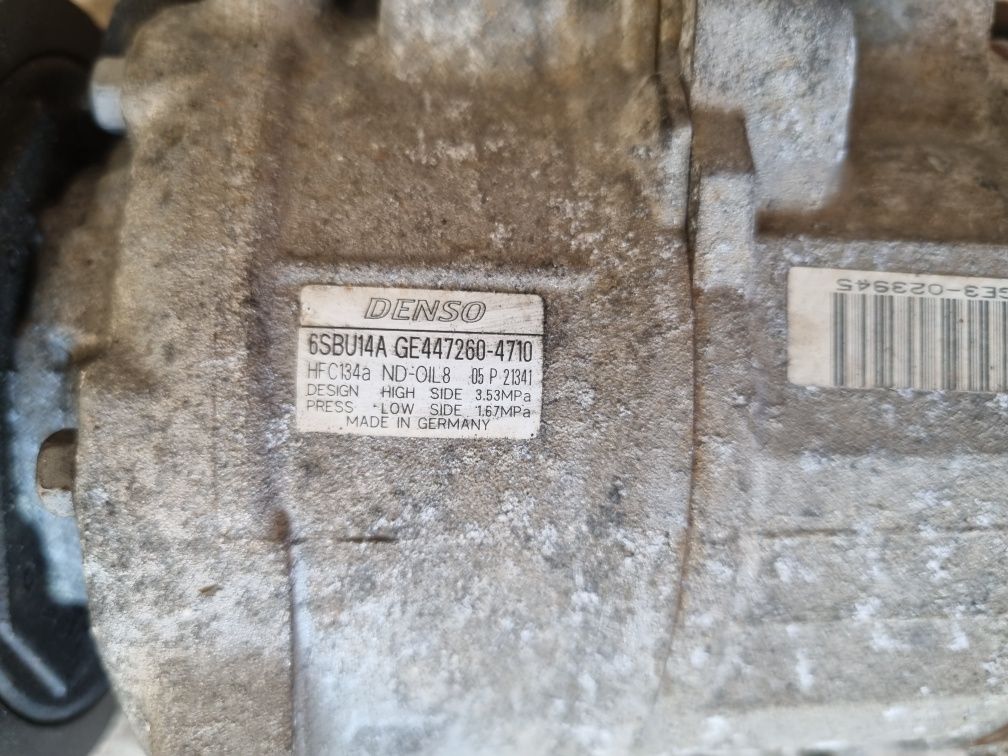 DENSO
6SBU14A GE447260-4710
HFC134a ND-OIL8 05 P 21341
DESIGN HIGH SIDE 3.53MPa
PRESS LOW SIDE 1.67MPa
MADE IN GERMANY
5E3-023945